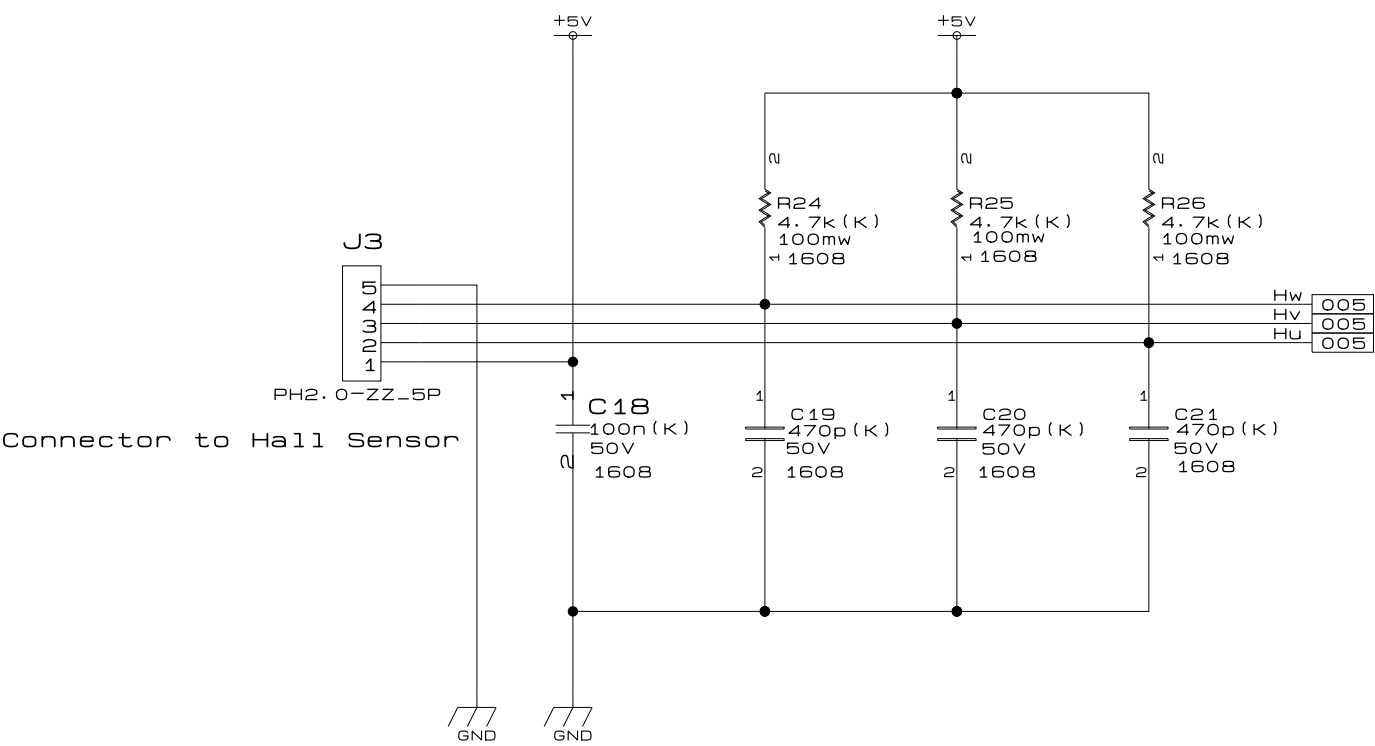 +5V
+5V
2
2
2
R24
4.7k(K)
100mw
1 1608
R25
4.7k(K)
100mw
1 1608
R26
4.7k(K)
100mw
1 1608
J3
5
4
3
2
1
PH2.0-ZZ_5P
Connector to Hall Sensor
Hw 005
Hv 005
Hu 005
1
C18
100n(K)
50V
2
1608
1
C19
470p(K)
50V
2 1608
1
C20
470p(K)
50V
2 1608
1
C21
470p(K)
50V
2 1608
GND
GND